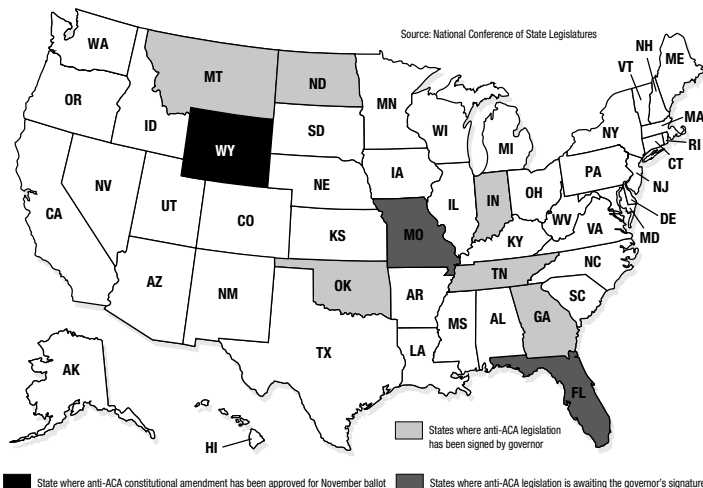 Source: National Conference of State Legislatures
WA
MT
ND
MN
VT
NH
ME
OR
ID
WY
SD
WI
MI
NY
MA
RI
CT
NV
UT
CO
NE
IA
IL
IN
OH
PA
NJ
DE
MD
CA
KS
MO
KY
WV
VA
AZ
NM
OK
AR
TN
NC
SC
TX
LA
MS
AL
GA
FL
AK
HI
States where anti-ACA legislation
has been signed by governor
State where anti-ACA constitutional amendment has been approved for November ballot
States where anti-ACA legislation is awaiting the governor's signature